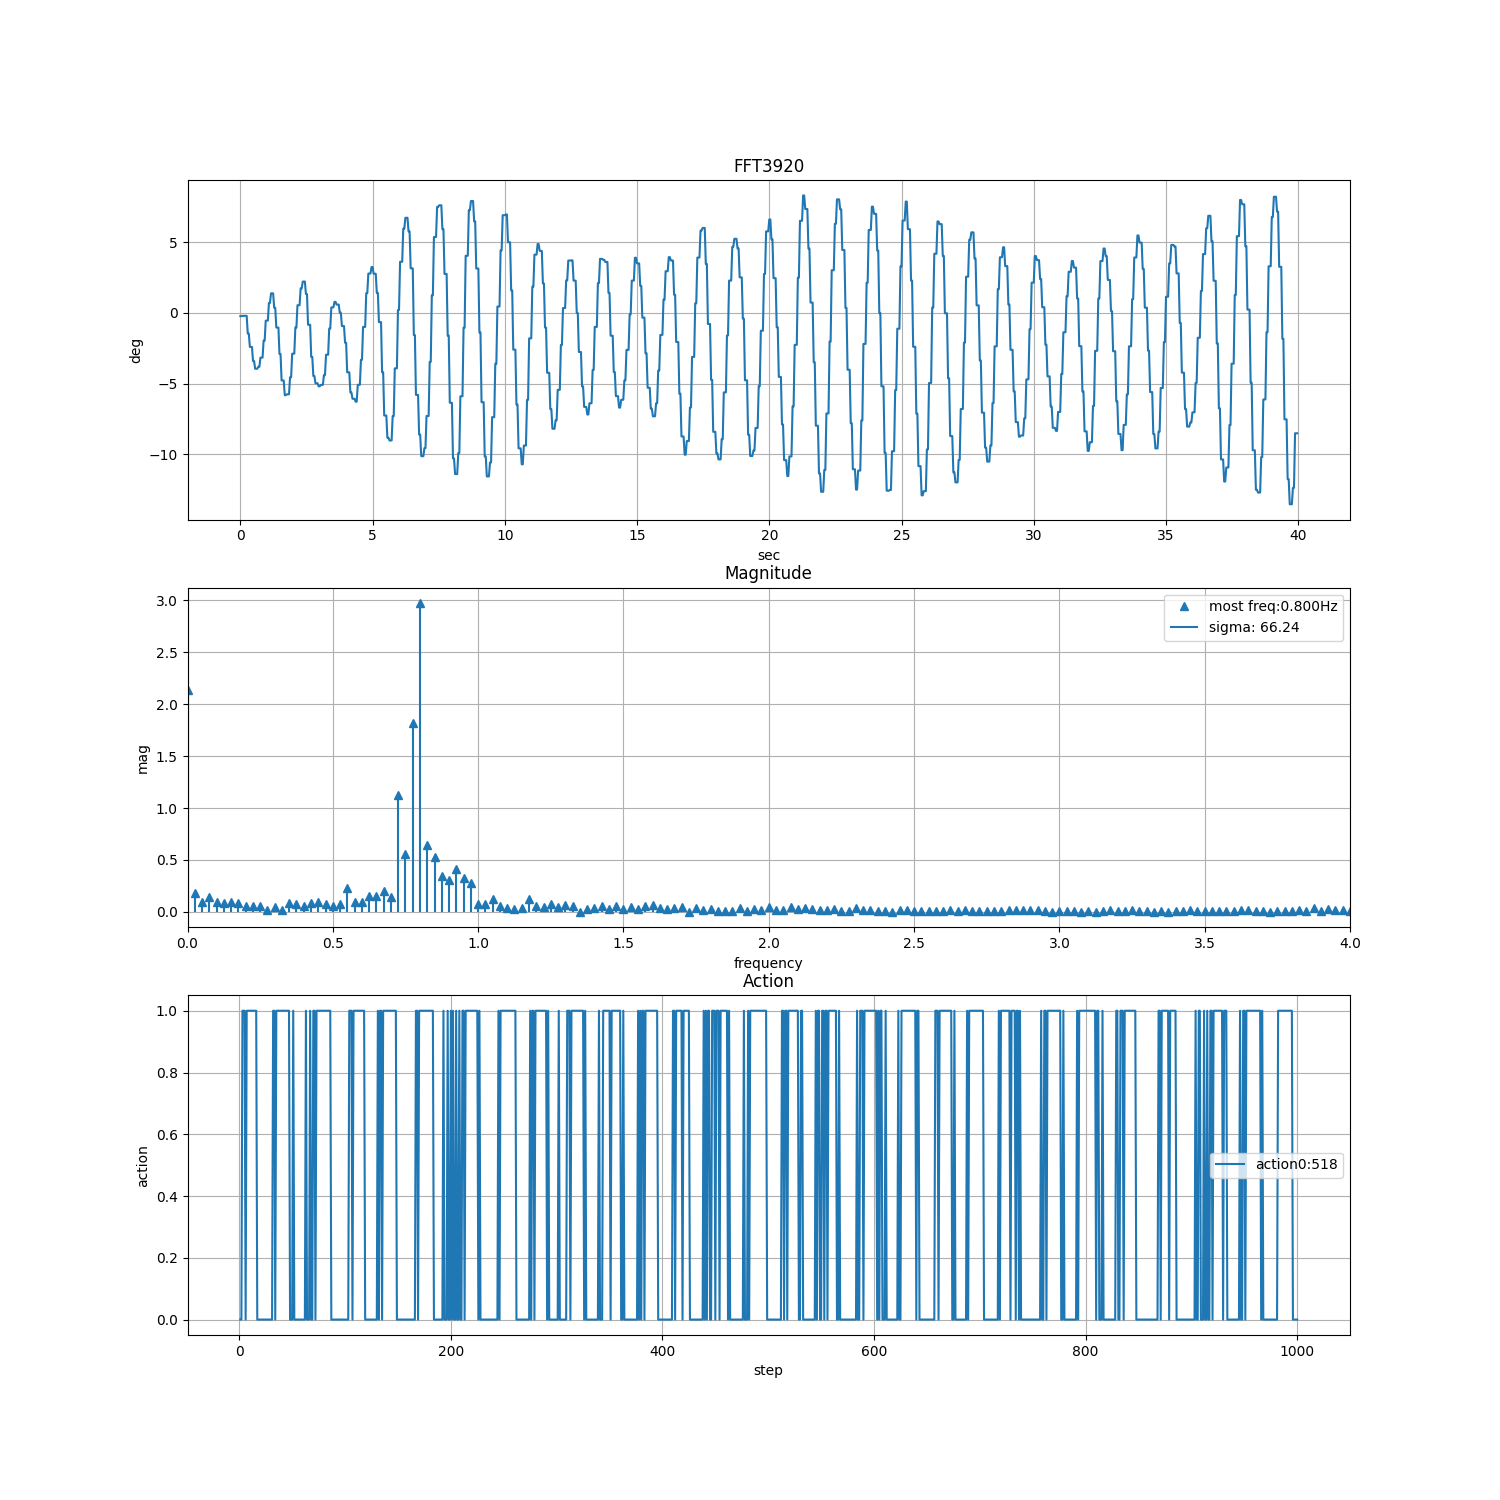 FFT3920
deg
5
0
−5
−10
0 5 10 15 20 25 30 35 40
sec
Magnitude
mag
3.0
2.5
2.0
1.5
1.0
0.5
0.0
most freq:0.800Hz
sigma: 66.24
0.0 0.5 1.0 1.5 2.0 2.5 3.0 3.5 4.0
frequency
Action
action
1.0
0.8
0.6
0.4
0.2
0.0
action0:518
0 200 400 600 800 1000
step